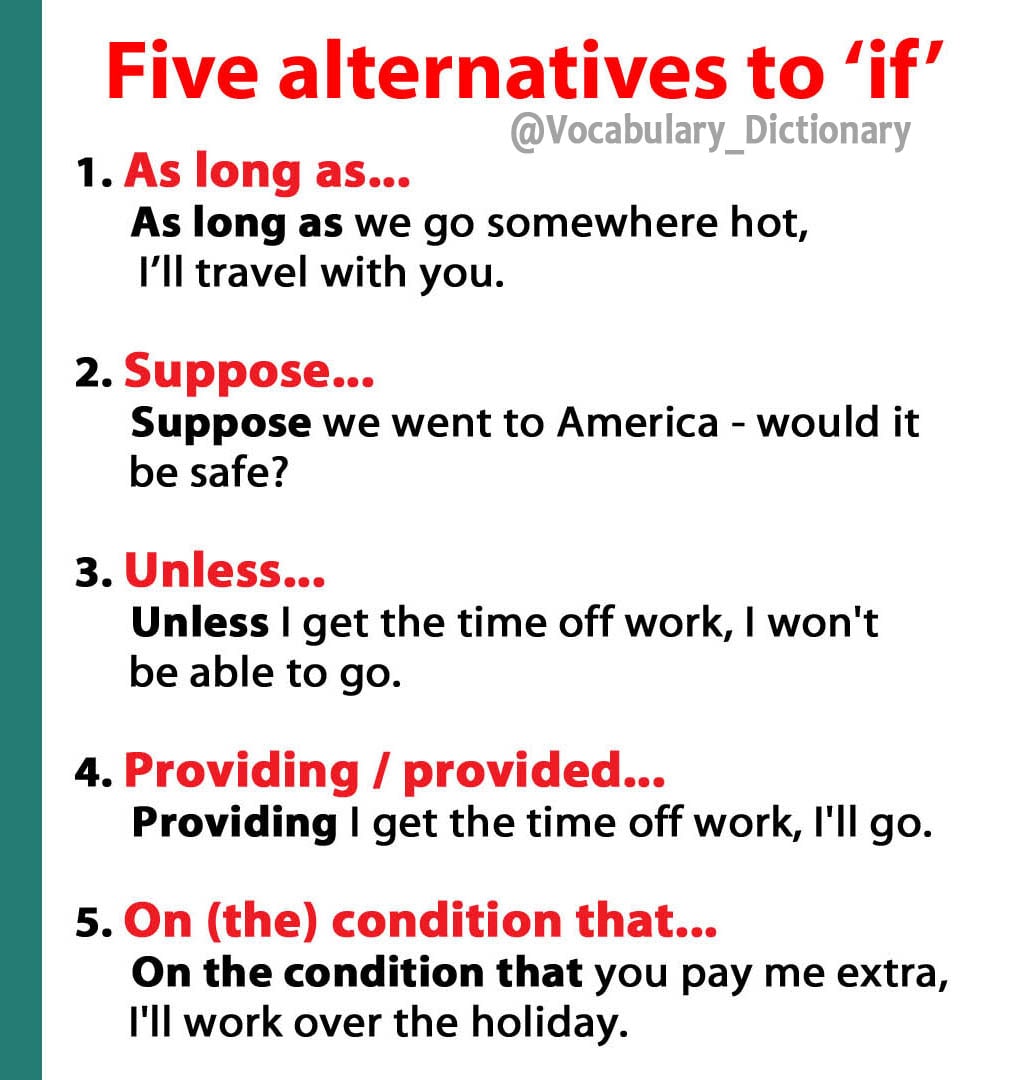 Five alternatives to ‘if’
@Vocabulary_Dictionary
1. As long as...
As long as we go somewhere hot,
I’ll travel with you.
2. Suppose...
Suppose we went to America - would it
be safe?
3. Unless...
Unless I get the time off work, I won't
be able to go.
4. Providing / provided...
Providing I get the time off work, I'll go.
5. On (the) condition that...
On the condition that you pay me extra,
I'll work over the holiday.